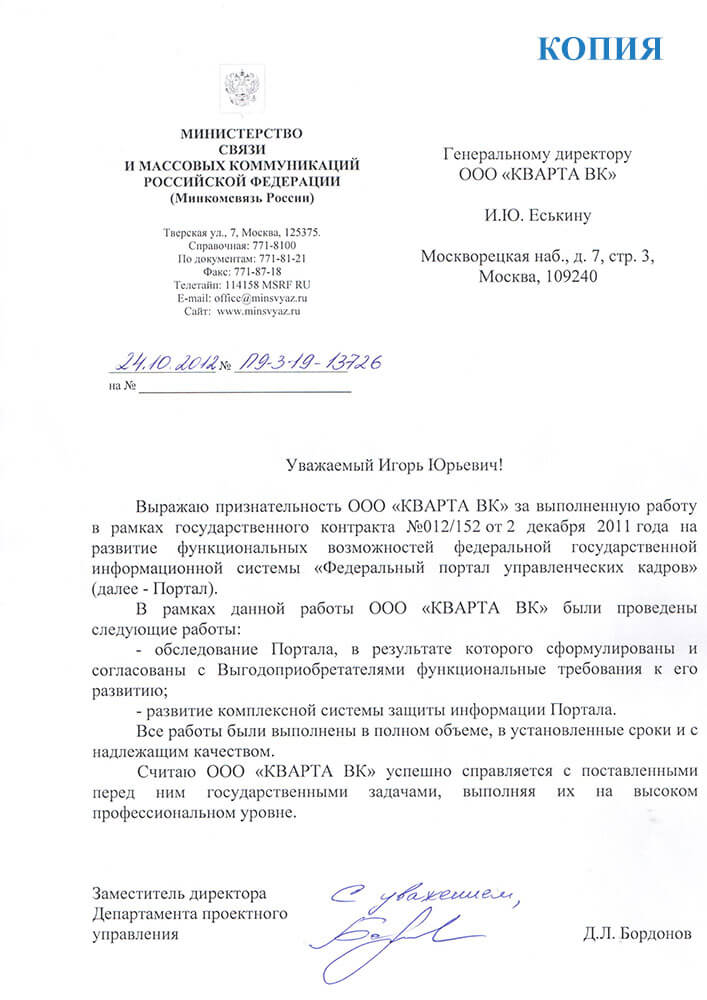 КОПИЯ
МИНИСТЕРСТВО
СВЯЗИ
И МАССОВЫХ КОММУНИКАЦИЙ
РОССИЙСКОЙ ФЕДЕРАЦИИ
(Минкомсвязь России)
Тверская ул., 7, Москва, 125375.
Справочная: 771-8100
По документам: 771-81-21
Факс: 771-87-18
Телетайп: 114158 MSRF RU
E-mail: office@minsvyaz.ru
Сайт: www.minsvyaz.ru
24.10.2012 № П9-3-19-13726
на №
Генеральному директору
ООО «КВАРТА ВК»
И.Ю. Еськину
Москворецкая наб., д. 7, стр. 3,
Москва, 109240
Уважаемый Игорь Юрьевич!
Выражаю признательность ООО «КВАРТА ВК» за выполненную работу
в рамках государственного контракта №012/152 от 2 декабря 2011 года на
развитие функциональных возможностей федеральной государственной
информационной системы «Федеральный портал управленческих кадров»
(далее - Портал).
В рамках данной работы ООО «КВАРТА ВК» были проведены
следующие работы:
- обследование Портала, в результате которого сформулированы и
согласованы с Выгодоприобретателями функциональные требования к его
развитию;
- развитие комплексной системы защиты информации Портала.
Все работы были выполнены в полном объеме, в установленные сроки и с
надлежащим качеством.
Считаю ООО «КВАРТА ВК» успешно справляется с поставленными
перед ним государственными задачами, выполняя их на высоком
профессиональном уровне.
Заместитель директора
Департамента проектного
управления
С уважением,
Д.Л. Бордонов